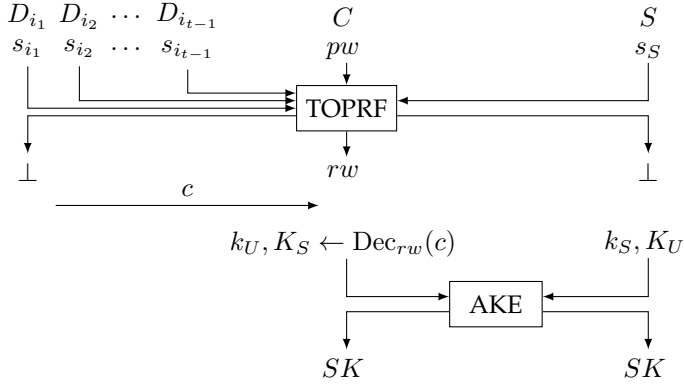 D_{i_1} D_{i_2} ⋯ D_{i_{t-1}} C S
s_{i_1} s_{i_2} ⋯ s_{i_{t-1}} pw s_S
TOPRF
⊥ rw ⊥
c
k_U, K_S ← Dec_{rw}(c) k_S, K_U
AKE
SK SK